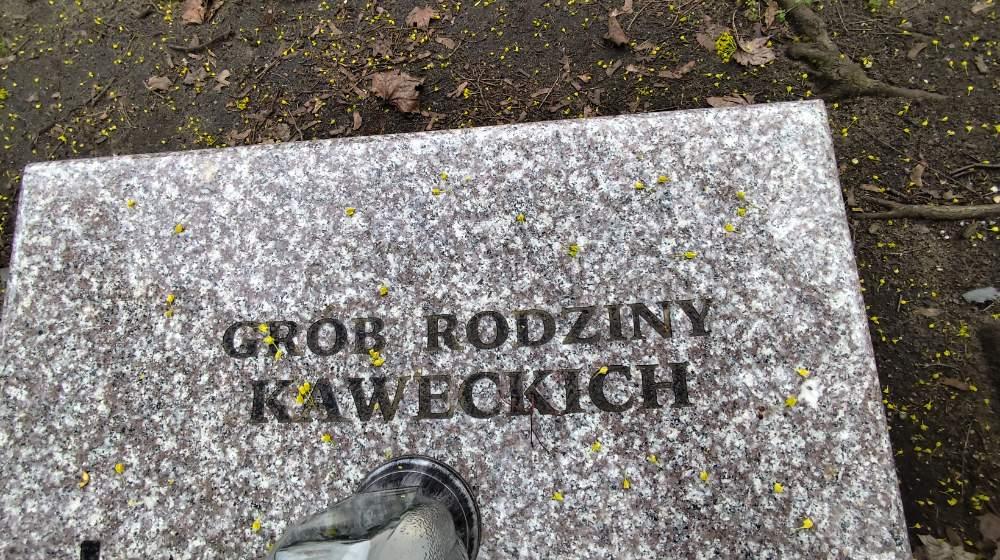 GRÓB RODZINY
KAWECKICH